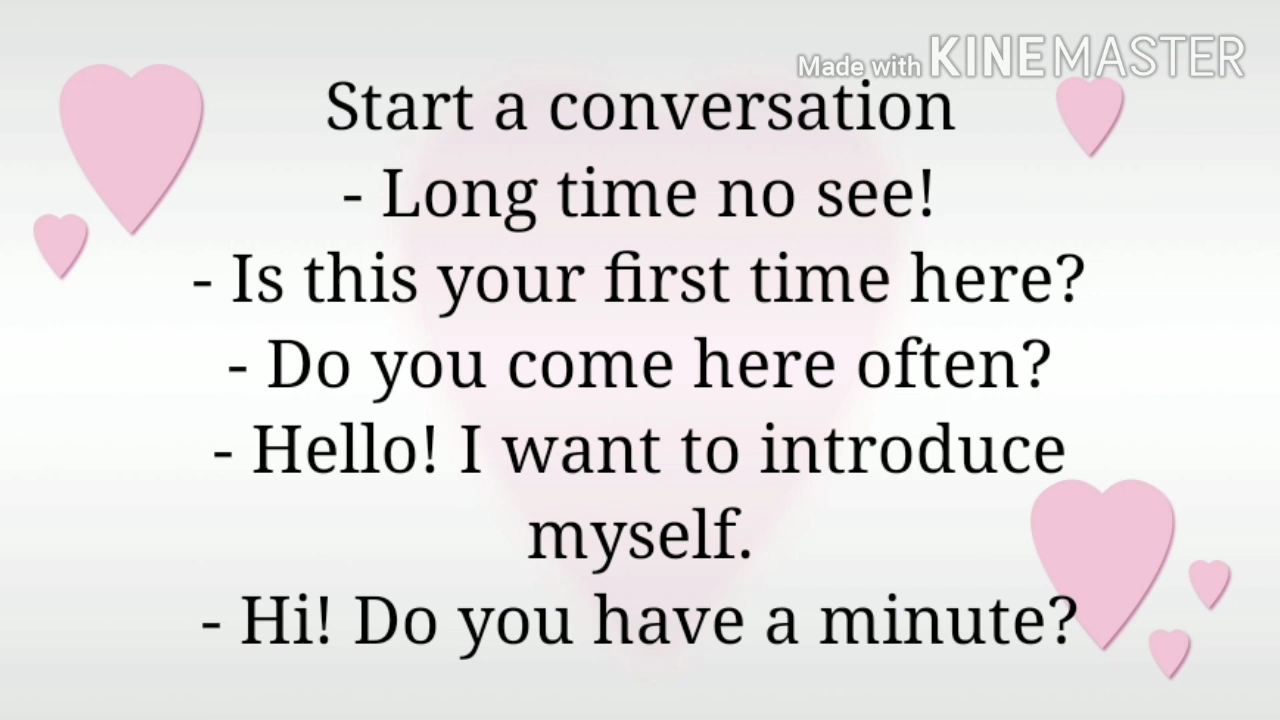 Made with KINEMASTER
Start a conversation
- Long time no see!
- Is this your first time here?
- Do you come here often?
- Hello! I want to introduce
myself.
- Hi! Do you have a minute?